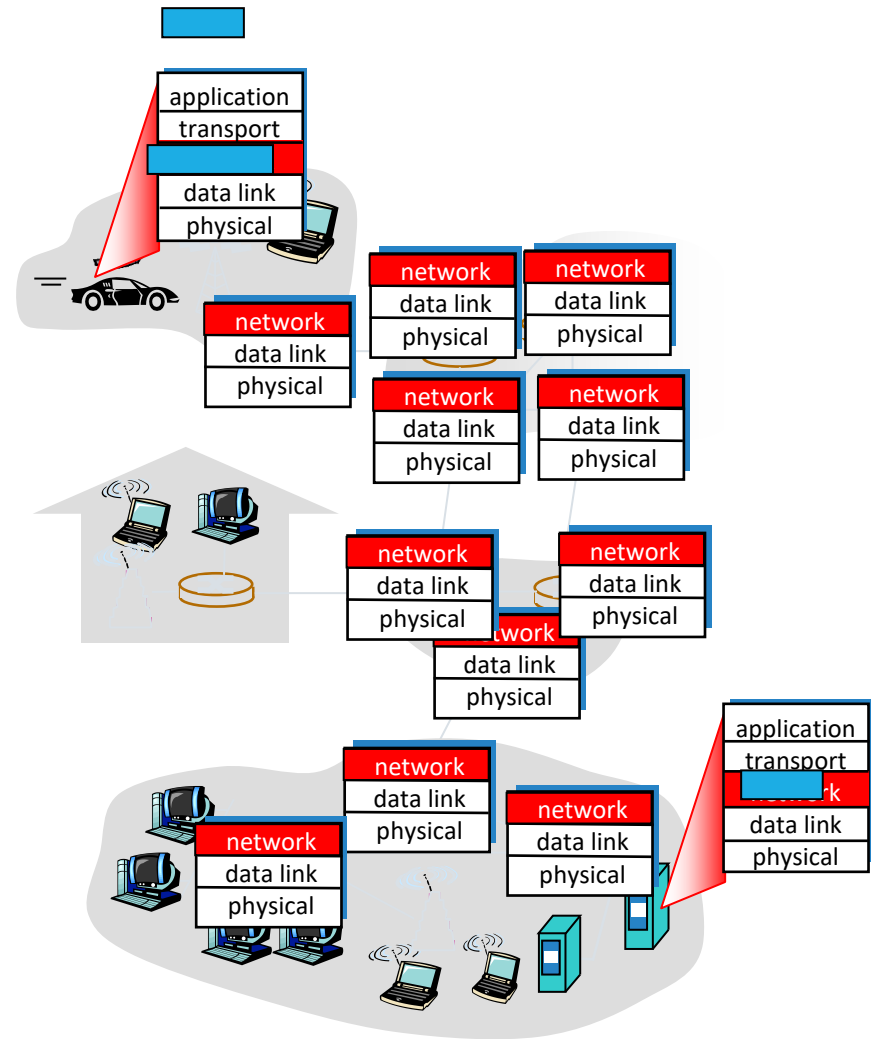 application
transport
data link
physical
network
data link
physical
network
data link
physical
network
data link
physical
network
data link
physical
network
data link
physical
network
data link
physical
network
data link
physical
network
data link
physical
application
transport
network
data link
physical
network
data link
physical
network
data link
physical
network
data link
physical